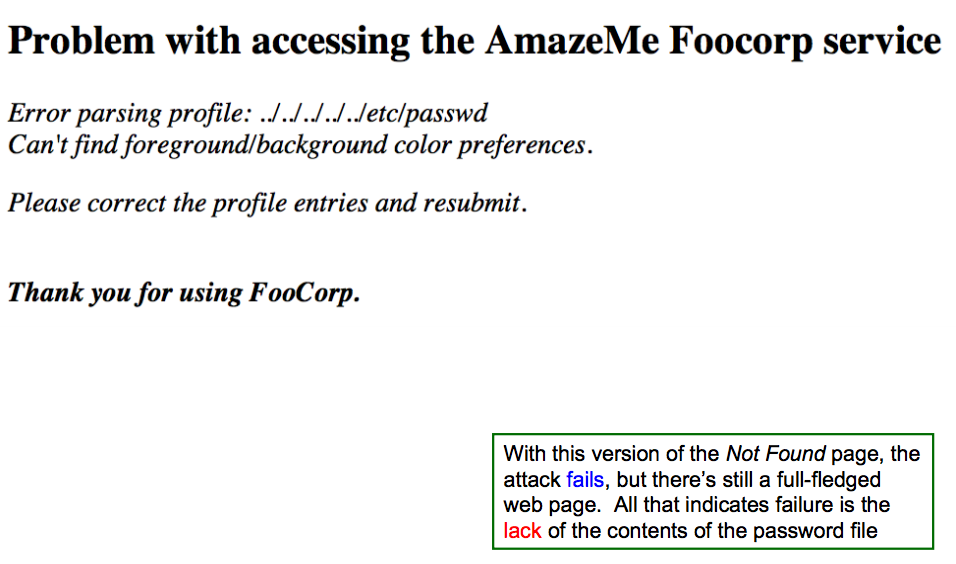 Problem with accessing the AmazeMe Foocorp service
Error parsing profile: ../../../../../etc/passwd
Can't find foreground/background color preferences.
Please correct the profile entries and resubmit.
Thank you for using FooCorp.
With this version of the Not Found page, the
attack fails, but there’s still a full-fledged
web page.  All that indicates failure is the
lack of the contents of the password file